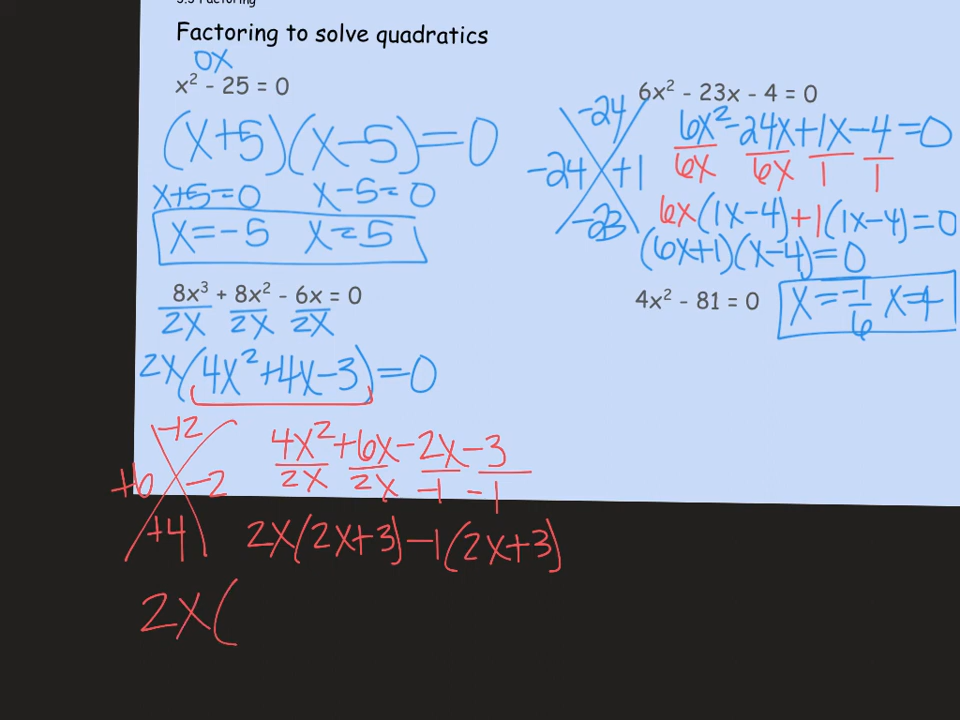 Factoring to solve quadratics
0x
x² - 25 = 0
(x+5)(x-5)=0
x+5=0 x-5=0
x=-5 x=5
6x² - 23x - 4 = 0
-24
-24 +1
-23
6x²-24x+1x-4=0
6x 6x 1 1
6x(1x-4)+1(1x-4)=0
(6x+1)(x-4)=0
x=-1/6 x=4
8x³ + 8x² - 6x = 0
2x 2x 2x
2x(4x²+4x-3)=0
4x² - 81 = 0
-12
+6 -2
+4
4x²+6x-2x-3
2x 2x -1 -1
2x(2x+3)-1(2x+3)
2x(